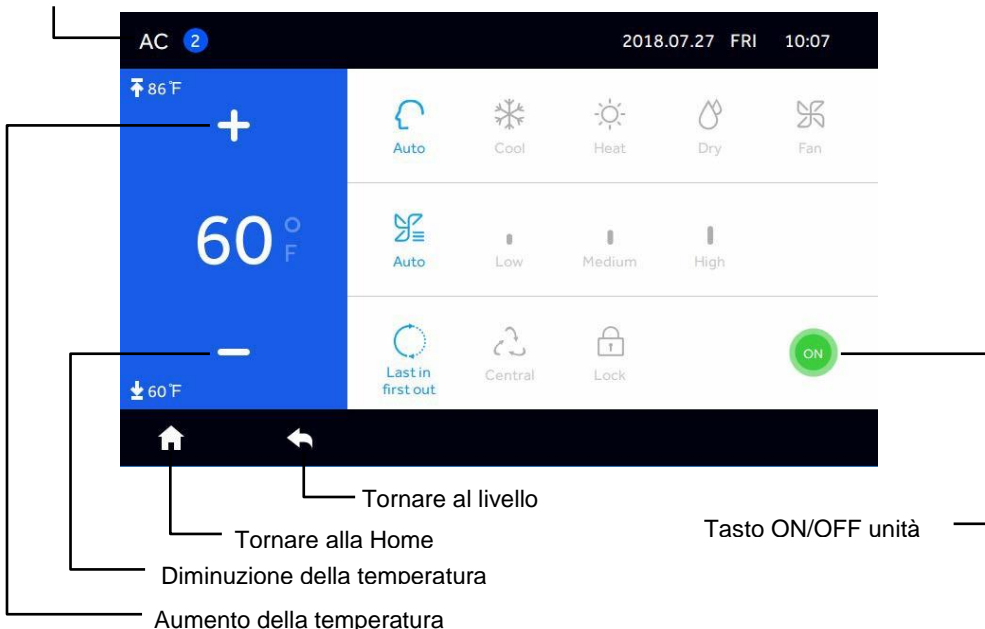 AC 2 2018.07.27 FRI 10:07
86°F
60 °F
60°F
Auto Cool Heat Dry Fan
Auto Low Medium High
Last in
first out
Central Lock ON
Tornare al livello
Tornare alla Home
Tasto ON/OFF unità
Diminuzione della temperatura
Aumento della temperatura